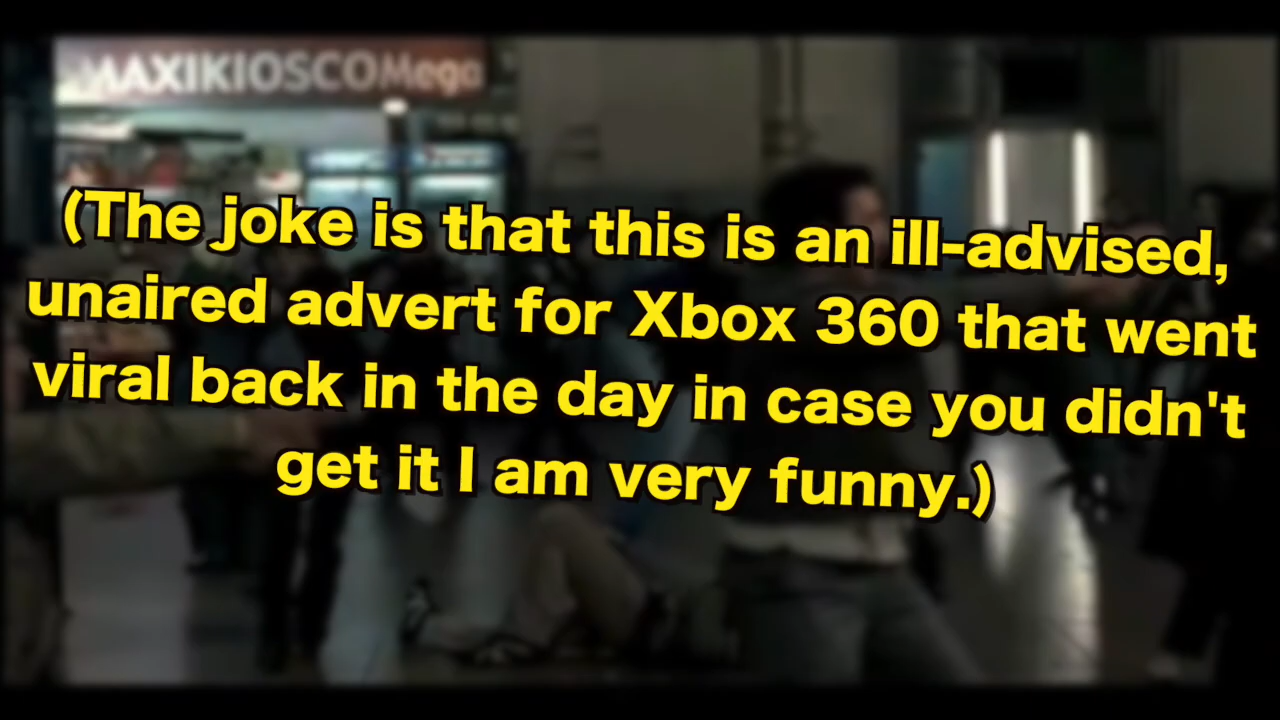 MAXIKIOSCOMega
(The joke is that this is an ill-advised,
unaired advert for Xbox 360 that went
viral back in the day in case you didn't
get it I am very funny.)